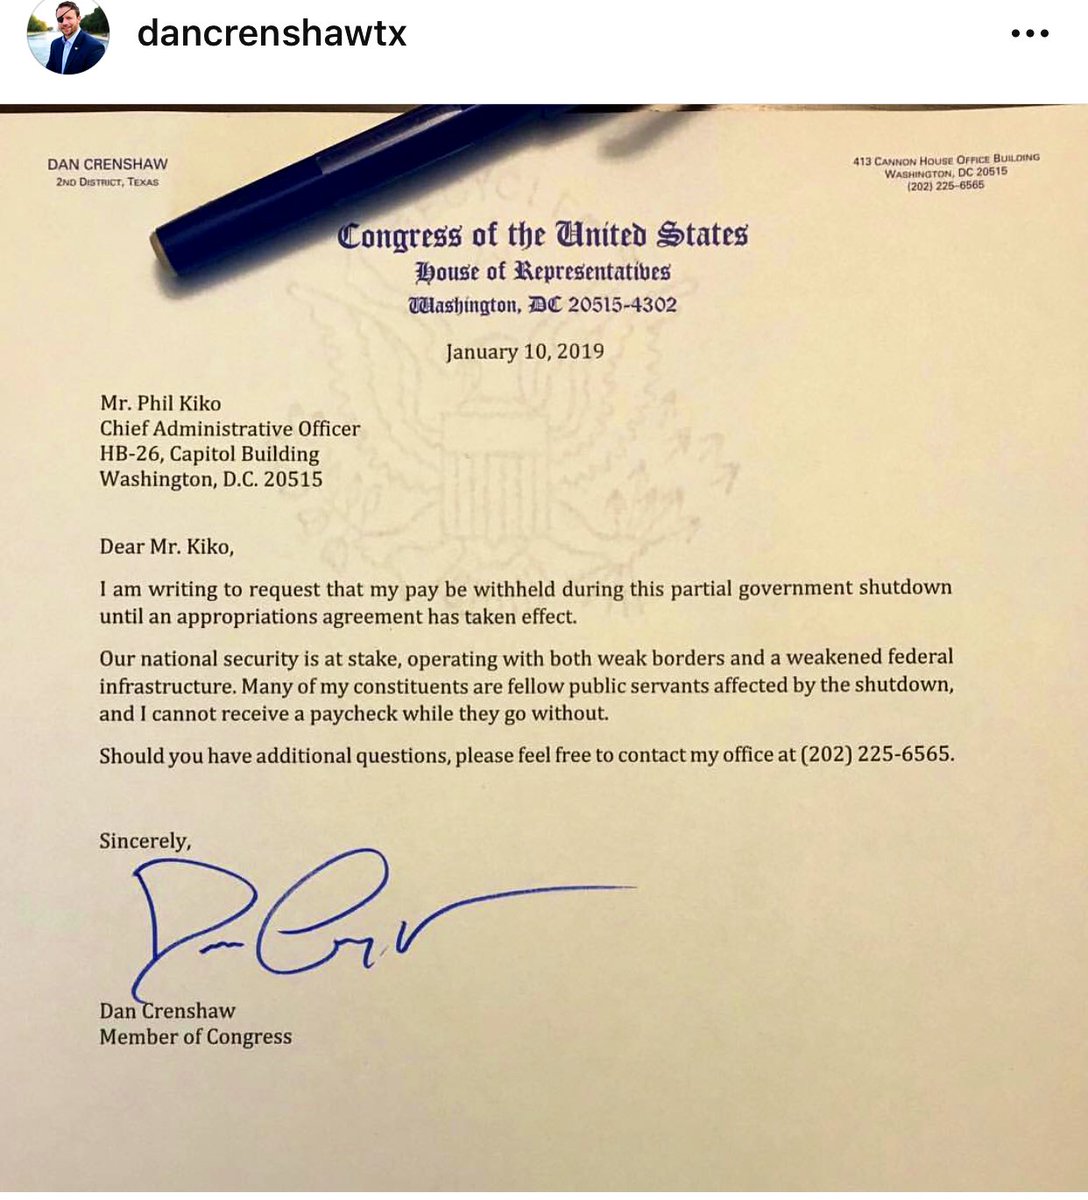 dancrenshawtx
DAN CRENSHAW
2ND DISTRICT, TEXAS
413 CANNON HOUSE OFFICE BUILDING
WASHINGTON, DC 20515
(202) 225-6565
Congress of the United States
House of Representatives
Washington, DC 20515-4302
January 10, 2019
Mr. Phil Kiko
Chief Administrative Officer
HB-26, Capitol Building
Washington, D.C. 20515
Dear Mr. Kiko,
I am writing to request that my pay be withheld during this partial government shutdown
until an appropriations agreement has taken effect.
Our national security is at stake, operating with both weak borders and a weakened federal
infrastructure. Many of my constituents are fellow public servants affected by the shutdown,
and I cannot receive a paycheck while they go without.
Should you have additional questions, please feel free to contact my office at (202) 225-6565.
Sincerely,
Dan Crenshaw
Member of Congress